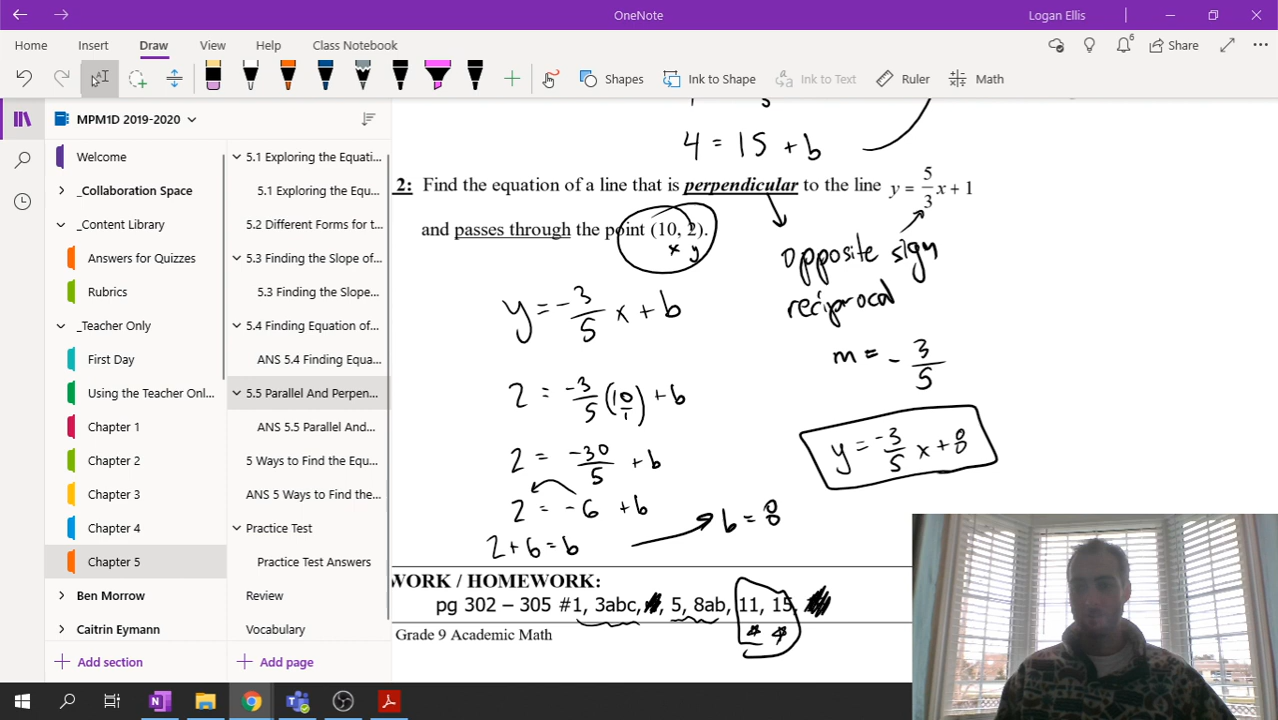 OneNote
Logan Ellis
Home Insert Draw View Help Class Notebook
6
Share
Shapes Ink to Shape Ink to Text Ruler Math
MPM1D 2019-2020
Welcome
_Collaboration Space
_Content Library
Answers for Quizzes
Rubrics
_Teacher Only
First Day
Using the Teacher Onl...
Chapter 1
Chapter 2
Chapter 3
Chapter 4
Chapter 5
Ben Morrow
Caitrin Eymann
Add section
5.1 Exploring the Equati...
5.1 Exploring the Equ...
5.2 Different Forms for t...
5.3 Finding the Slope of
5.3 Finding the Slope...
5.4 Finding Equation of
ANS 5.4 Finding Equa...
5.5 Parallel And Perpen...
ANS 5.5 Parallel And...
5 Ways to Find the Equ...
ANS 5 Ways to Find the...
Practice Test
Practice Test Answers
Review
Vocabulary
Add page
4 = 15 + b
2: Find the equation of a line that is perpendicular to the line y = 5/3 x + 1
and passes through the point (10, 2).
x y
opposite sign
reciprocal
m = -3/5
y = -3/5 x + b
2 = -3/5 (10/1) + b
2 = -30/5 + b
2 = -6 + b
2+6=b
b = 8
y = -3/5 x + 8
WORK / HOMEWORK:
pg 302 – 305 #1, 3abc, , 5, 8ab, 11, 15,
Grade 9 Academic Math